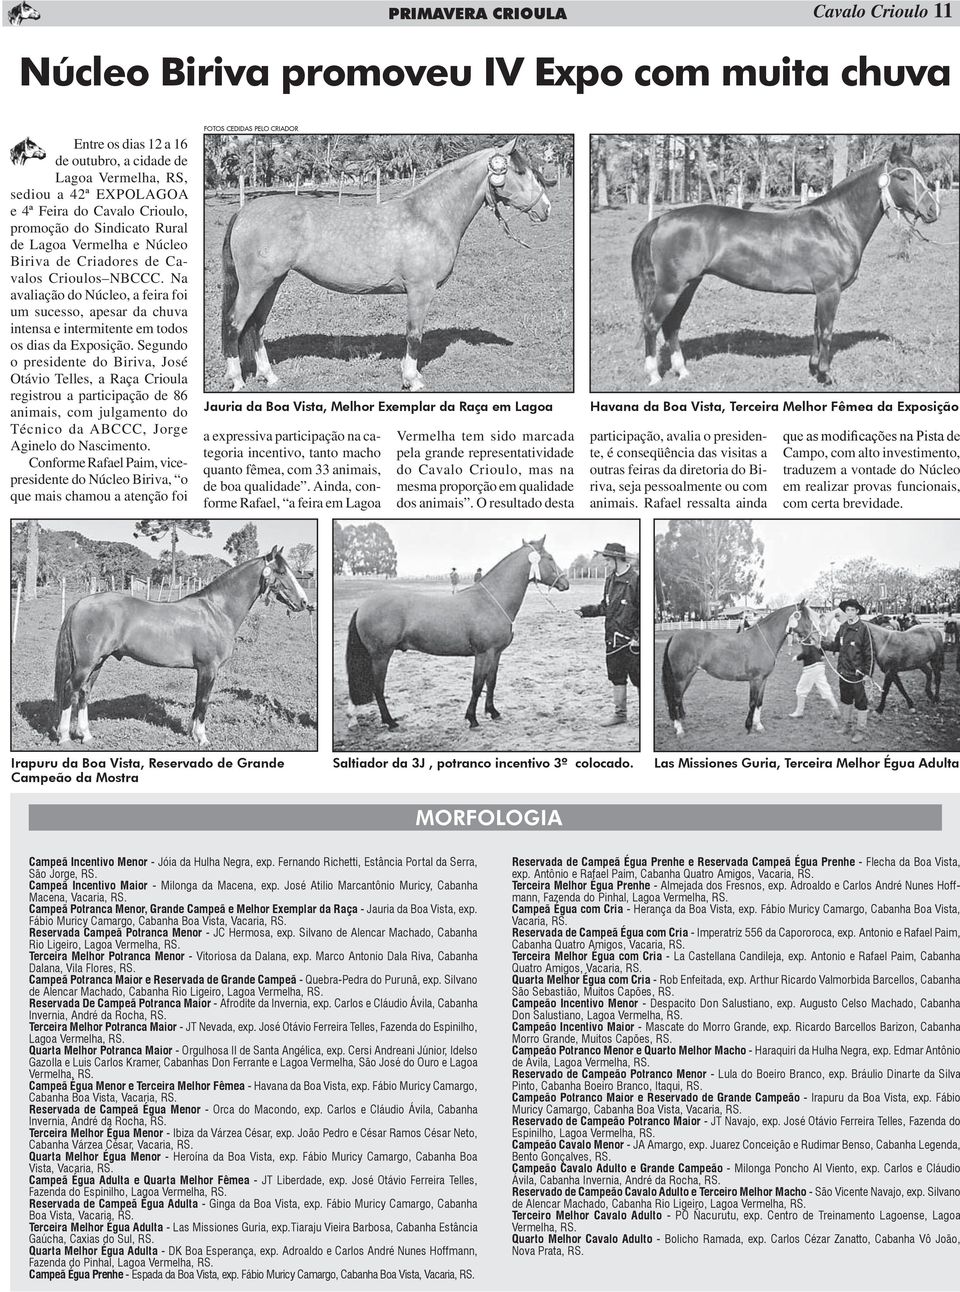 PRIMAVERA CRIOULA
Cavalo Crioulo 11
Núcleo Biriva promoveu IV Expo com muita chuva
Entre os dias 12 a 16
de outubro, a cidade de
Lagoa Vermelha, RS,
sediou a 42ª EXPOLAGOA
e 4ª Feira do Cavalo Crioulo,
promoção do Sindicato Rural
de Lagoa Vermelha e Núcleo
Biriva de Criadores de Ca-
valos Crioulos–NBCCC. Na
avaliação do Núcleo, a feira foi
um sucesso, apesar da chuva
intensa e intermitente em todos
os dias da Exposição. Segundo
o presidente do Biriva, José
Otávio Telles, a Raça Crioula
registrou a participação de 86
animais, com julgamento do
Técnico da ABCCC, Jorge
Aginelo do Nascimento.
Conforme Rafael Paim, vice-
presidente do Núcleo Biriva, “o
que mais chamou a atenção foi
FOTOS CEDIDAS PELO CRIADOR
Jauria da Boa Vista, Melhor Exemplar da Raça em Lagoa
Havana da Boa Vista, Terceira Melhor Fêmea da Exposição
a expressiva participação na ca-
tegoria incentivo, tanto macho
quanto fêmea, com 33 animais,
de boa qualidade”. Ainda, con-
forme Rafael, “a feira em Lagoa
Vermelha tem sido marcada
pela grande representatividade
do Cavalo Crioulo, mas na
mesma proporção em qualidade
dos animais”. O resultado desta
participação, avalia o presiden-
te, é conseqüência das visitas a
outras feiras da diretoria do Bi-
riva, seja pessoalmente ou com
animais. Rafael ressalta ainda
que as modificações na Pista de
Campo, com alto investimento,
traduzem a vontade do Núcleo
em realizar provas funcionais,
com certa brevidade.
Irapuru da Boa Vista, Reservado de Grande
Campeão da Mostra
Saltiador da 3J , potranco incentivo 3º colocado.
Las Missiones Guria, Terceira Melhor Égua Adulta
MORFOLOGIA
Campeã Incentivo Menor - Jóia da Hulha Negra, exp. Fernando Richetti, Estância Portal da Serra,
São Jorge, RS.
Campeã Incentivo Maior - Milonga da Macena, exp. José Atilio Marcantônio Muricy, Cabanha
Macena, Vacaria, RS.
Campeã Potranca Menor, Grande Campeã e Melhor Exemplar da Raça - Jauria da Boa Vista, exp.
Fábio Muricy Camargo, Cabanha Boa Vista, Vacaria, RS.
Reservada Campeã Potranca Menor - JC Hermosa, exp. Silvano de Alencar Machado, Cabanha
Rio Ligeiro, Lagoa Vermelha, RS.
Terceira Melhor Potranca Menor - Vitoriosa da Dalana, exp. Marco Antonio Dala Riva, Cabanha
Dalana, Vila Flores, RS.
Campeã Potranca Maior e Reservada de Grande Campeã - Quebra-Pedra do Purunã, exp. Silvano
de Alencar Machado, Cabanha Rio Ligeiro, Lagoa Vermelha, RS.
Reservada De Campeã Potranca Maior - Afrodite da Invernia, exp. Carlos e Cláudio Ávila, Cabanha
Invernia, André da Rocha, RS.
Terceira Melhor Potranca Maior - JT Nevada, exp. José Otávio Ferreira Telles, Fazenda do Espinilho,
Lagoa Vermelha, RS.
Quarta Melhor Potranca Maior - Orgulhosa II de Santa Angélica, exp. Cersi Andreani Júnior, Idelso
Gazolla e Luis Carlos Kramer, Cabanhas Don Ferrante e Lagoa Vermelha, São José do Ouro e Lagoa
Vermelha, RS.
Campeã Égua Menor e Terceira Melhor Fêmea - Havana da Boa Vista, exp. Fábio Muricy Camargo,
Cabanha Boa Vista, Vacaria, RS.
Reservada de Campeã Égua Menor - Orca do Macondo, exp. Carlos e Cláudio Ávila, Cabanha
Invernia, André da Rocha, RS.
Terceira Melhor Égua Menor - Ibiza da Várzea César, exp. João Pedro e César Ramos César Neto,
Cabanha Várzea César, Vacaria, RS.
Quarta Melhor Égua Menor - Heroína da Boa Vista, exp. Fábio Muricy Camargo, Cabanha Boa
Vista, Vacaria, RS.
Campeã Égua Adulta e Quarta Melhor Fêmea - JT Liberdade, exp. José Otávio Ferreira Telles,
Fazenda do Espinilho, Lagoa Vermelha, RS.
Reservada de Campeã Égua Adulta - Ginga da Boa Vista, exp. Fábio Muricy Camargo, Cabanha
Boa Vista, Vacaria, RS.
Terceira Melhor Égua Adulta - Las Missiones Guria, exp.Tiaraju Vieira Barbosa, Cabanha Estância
Gaúcha, Caxias do Sul, RS.
Quarta Melhor Égua Adulta - DK Boa Esperança, exp. Adroaldo e Carlos André Nunes Hoffmann,
Fazenda do Pinhal, Lagoa Vermelha, RS.
Campeã Égua Prenhe - Espada da Boa Vista, exp. Fábio Muricy Camargo, Cabanha Boa Vista, Vacaria, RS.
Reservada de Campeã Égua Prenhe e Reservada Campeã Égua Prenhe - Flecha da Boa Vista,
exp. Antônio e Rafael Paim, Cabanha Quatro Amigos, Vacaria, RS.
Terceira Melhor Égua Prenhe - Almejada dos Fresnos, exp. Adroaldo e Carlos André Nunes Hoff-
mann, Fazenda do Pinhal, Lagoa Vermelha, RS.
Campeã Égua com Cria - Herança da Boa Vista, exp. Fábio Muricy Camargo, Cabanha Boa Vista,
Vacaria, RS.
Reservada de Campeã Égua com Cria - Imperatriz 556 da Capororoca, exp. Antonio e Rafael Paim,
Cabanha Quatro Amigos, Vacaria, RS.
Terceira Melhor Égua com Cria - La Castellana Candileja, exp. Antonio e Rafael Paim, Cabanha
Quatro Amigos, Vacaria, RS.
Quarta Melhor Égua com Cria - Rob Enfeitada, exp. Arthur Ricardo Valmorbida Barcellos, Cabanha
São Sebastião, Muitos Capões, RS.
Campeão Incentivo Menor - Despacito Don Salustiano, exp. Augusto Celso Machado, Cabanha
Don Salustiano, Lagoa Vermelha, RS.
Campeão Incentivo Maior - Mascate do Morro Grande, exp. Ricardo Barcellos Barizon, Cabanha
Morro Grande, Muitos Capões, RS.
Campeão Potranco Menor e Quarto Melhor Macho - Haraquiri da Hulha Negra, exp. Edmar Antônio
de Ávila, Lagoa Vermelha, RS.
Reservado de Campeão Potranco Menor - Lula do Boeiro Branco, exp. Bráulio Dinarte da Silva
Pinto, Cabanha Boeiro Branco, Itaqui, RS.
Campeão Potranco Maior e Reservado de Grande Campeão - Irapuru da Boa Vista, exp. Fábio
Muricy Camargo, Cabanha Boa Vista, Vacaria, RS.
Reservado de Campeão Potranco Maior - JT Navajo, exp. José Otávio Ferreira Telles, Fazenda do
Espinilho, Lagoa Vermelha, RS.
Campeão Cavalo Menor - JA Amargo, exp. Juarez Conceição e Rudimar Benso, Cabanha Legenda,
Bento Gonçalves, RS.
Campeão Cavalo Adulto e Grande Campeão - Milonga Poncho Al Viento, exp. Carlos e Cláudio
Ávila, Cabanha Invernia, André da Rocha, RS.
Reservado de Campeão Cavalo Adulto e Terceiro Melhor Macho - São Vicente Navajo, exp. Silvano
de Alencar Machado, Cabanha Rio Ligeiro, Lagoa Vermelha, RS.
Terceiro Melhor Cavalo Adulto - PÕ Nacurutu, exp. Centro de Treinamento Lagoense, Lagoa
Vermelha, RS.
Quarto Melhor Cavalo Adulto - Bolicho Ramada, exp. Carlos Cézar Zanatto, Cabanha Vô João,
Nova Prata, RS.